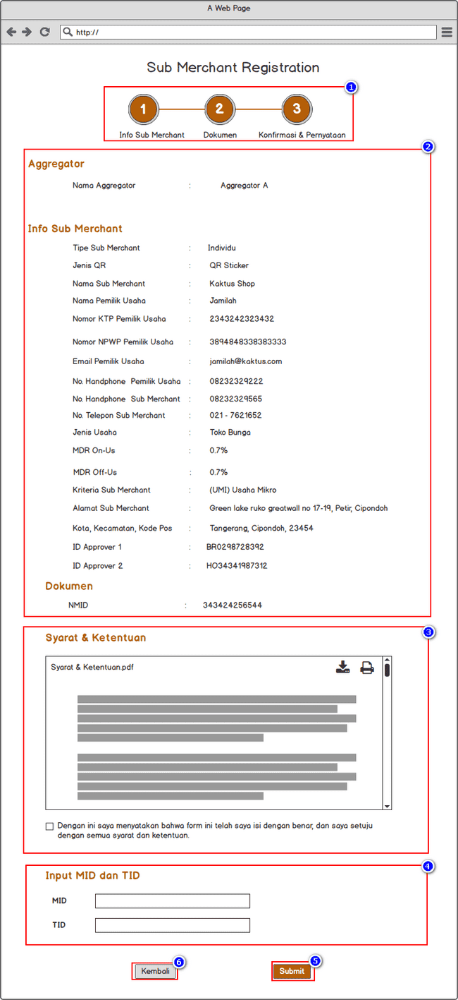 A Web Page
http://
Sub Merchant Registration
1
1 2 3
Info Sub Merchant Dokumen Konfirmasi & Pernyataan
2
Aggregator
Nama Aggregator : Aggregator A
Info Sub Merchant
Tipe Sub Merchant : Individu
Jenis QR : QR Sticker
Nama Sub Merchant : Kaktus Shop
Nama Pemilik Usaha : Jamilah
Nomor KTP Pemilik Usaha : 2343242323432
Nomor NPWP Pemilik Usaha : 3894848338383333
Email Pemilik Usaha : jamilah@kaktus.com
No. Handphone Pemilik Usaha : 08232329222
No. Handphone Sub Merchant : 08232329565
No. Telepon Sub Merchant : 021 - 7621652
Jenis Usaha : Toko Bunga
MDR On-Us : 0.7%
MDR Off-Us : 0.7%
Kriteria Sub Merchant : (UMI) Usaha Mikro
Alamat Sub Merchant : Green lake ruko greatwall no 17-19, Petir, Cipondoh
Kota, Kecamatan, Kode Pos : Tangerang, Cipondoh, 23454
ID Approver 1 : BR0298728392
ID Approver 2 : HO34341987312
Dokumen
NMID : 343424256544
3
Syarat & Ketentuan
Syarat & Ketentuan.pdf
Dengan ini saya menyatakan bahwa form ini telah saya isi dengan benar, dan saya setuju
dengan semua syarat dan ketentuan.
4
Input MID dan TID
MID
TID
6 5
Kembali Submit